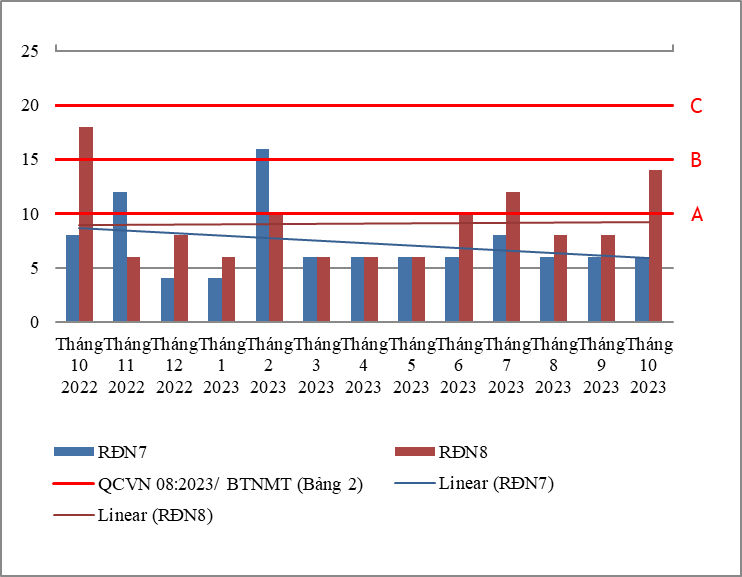 25
20
15
10
5
0
C
B
A
Tháng Tháng Tháng Tháng Tháng Tháng Tháng Tháng Tháng Tháng Tháng Tháng Tháng
10 11 12 1 2 3 4 5 6 7 8 9 10
2022 2022 2022 2023 2023 2023 2023 2023 2023 2023 2023 2023 2023
RĐN7 RĐN8
QCVN 08:2023/ BTNMT (Bảng 2) Linear (RĐN7)
Linear (RĐN8)